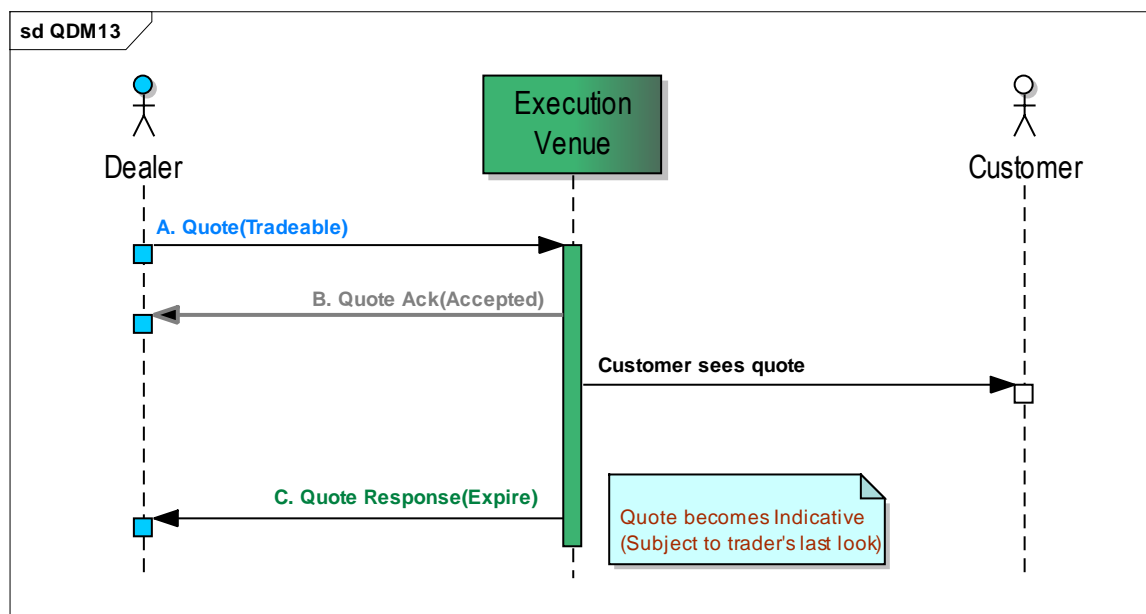 sd QDM13
Execution
Venue
Dealer
Customer
A. Quote(Tradeable)
B. Quote Ack(Accepted)
Customer sees quote
C. Quote Response(Expire)
Quote becomes Indicative
(Subject to trader's last look)